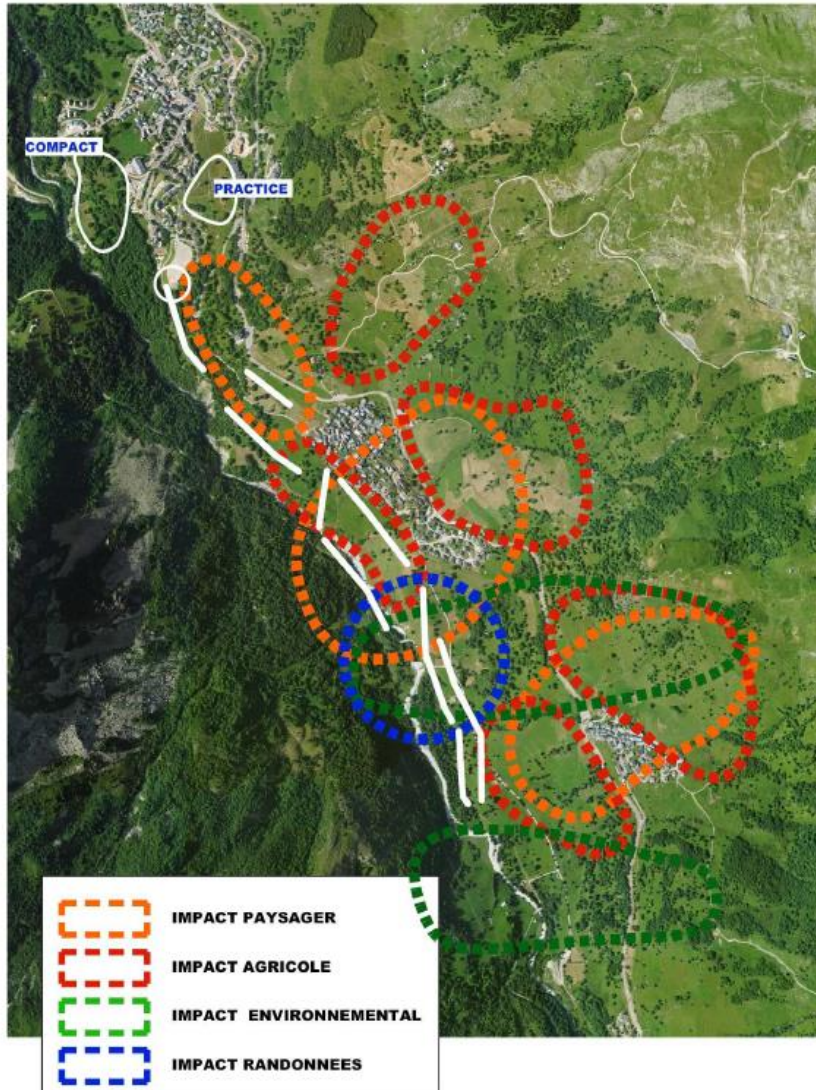 COMPACT
PRACTICE
IMPACT PAYSAGER
IMPACT AGRICOLE
IMPACT ENVIRONNEMENTAL
IMPACT RANDONNEES